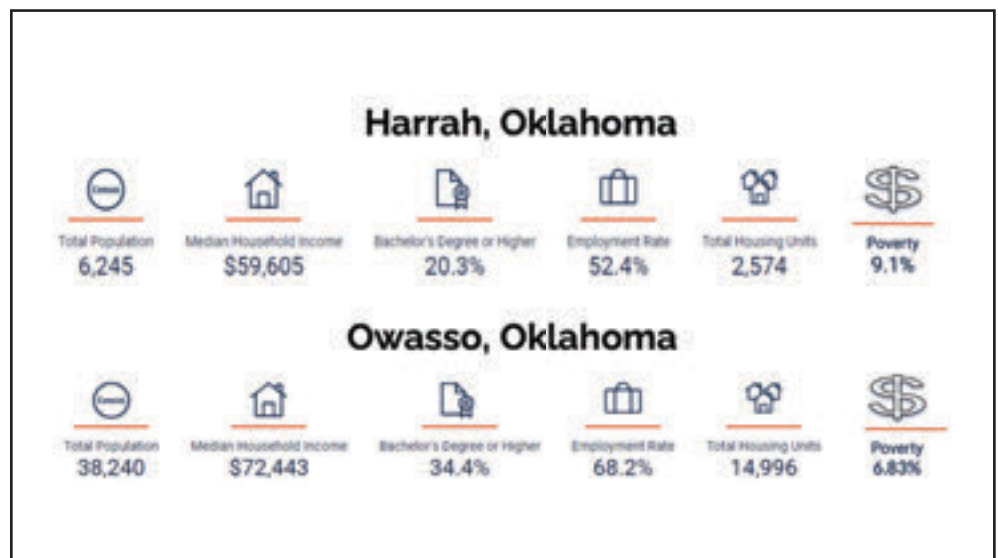 Harrah, Oklahoma
Total Population Median Household Income Bachelor's Degree or Higher Employment Rate Total Housing Units Poverty
6,245 $59,605 20.3% 52.4% 2,574 9.1%
Owasso, Oklahoma
Total Population Median Household Income Bachelor's Degree or Higher Employment Rate Total Housing Units Poverty
38,240 $72,443 34.4% 68.2% 14,996 6.83%